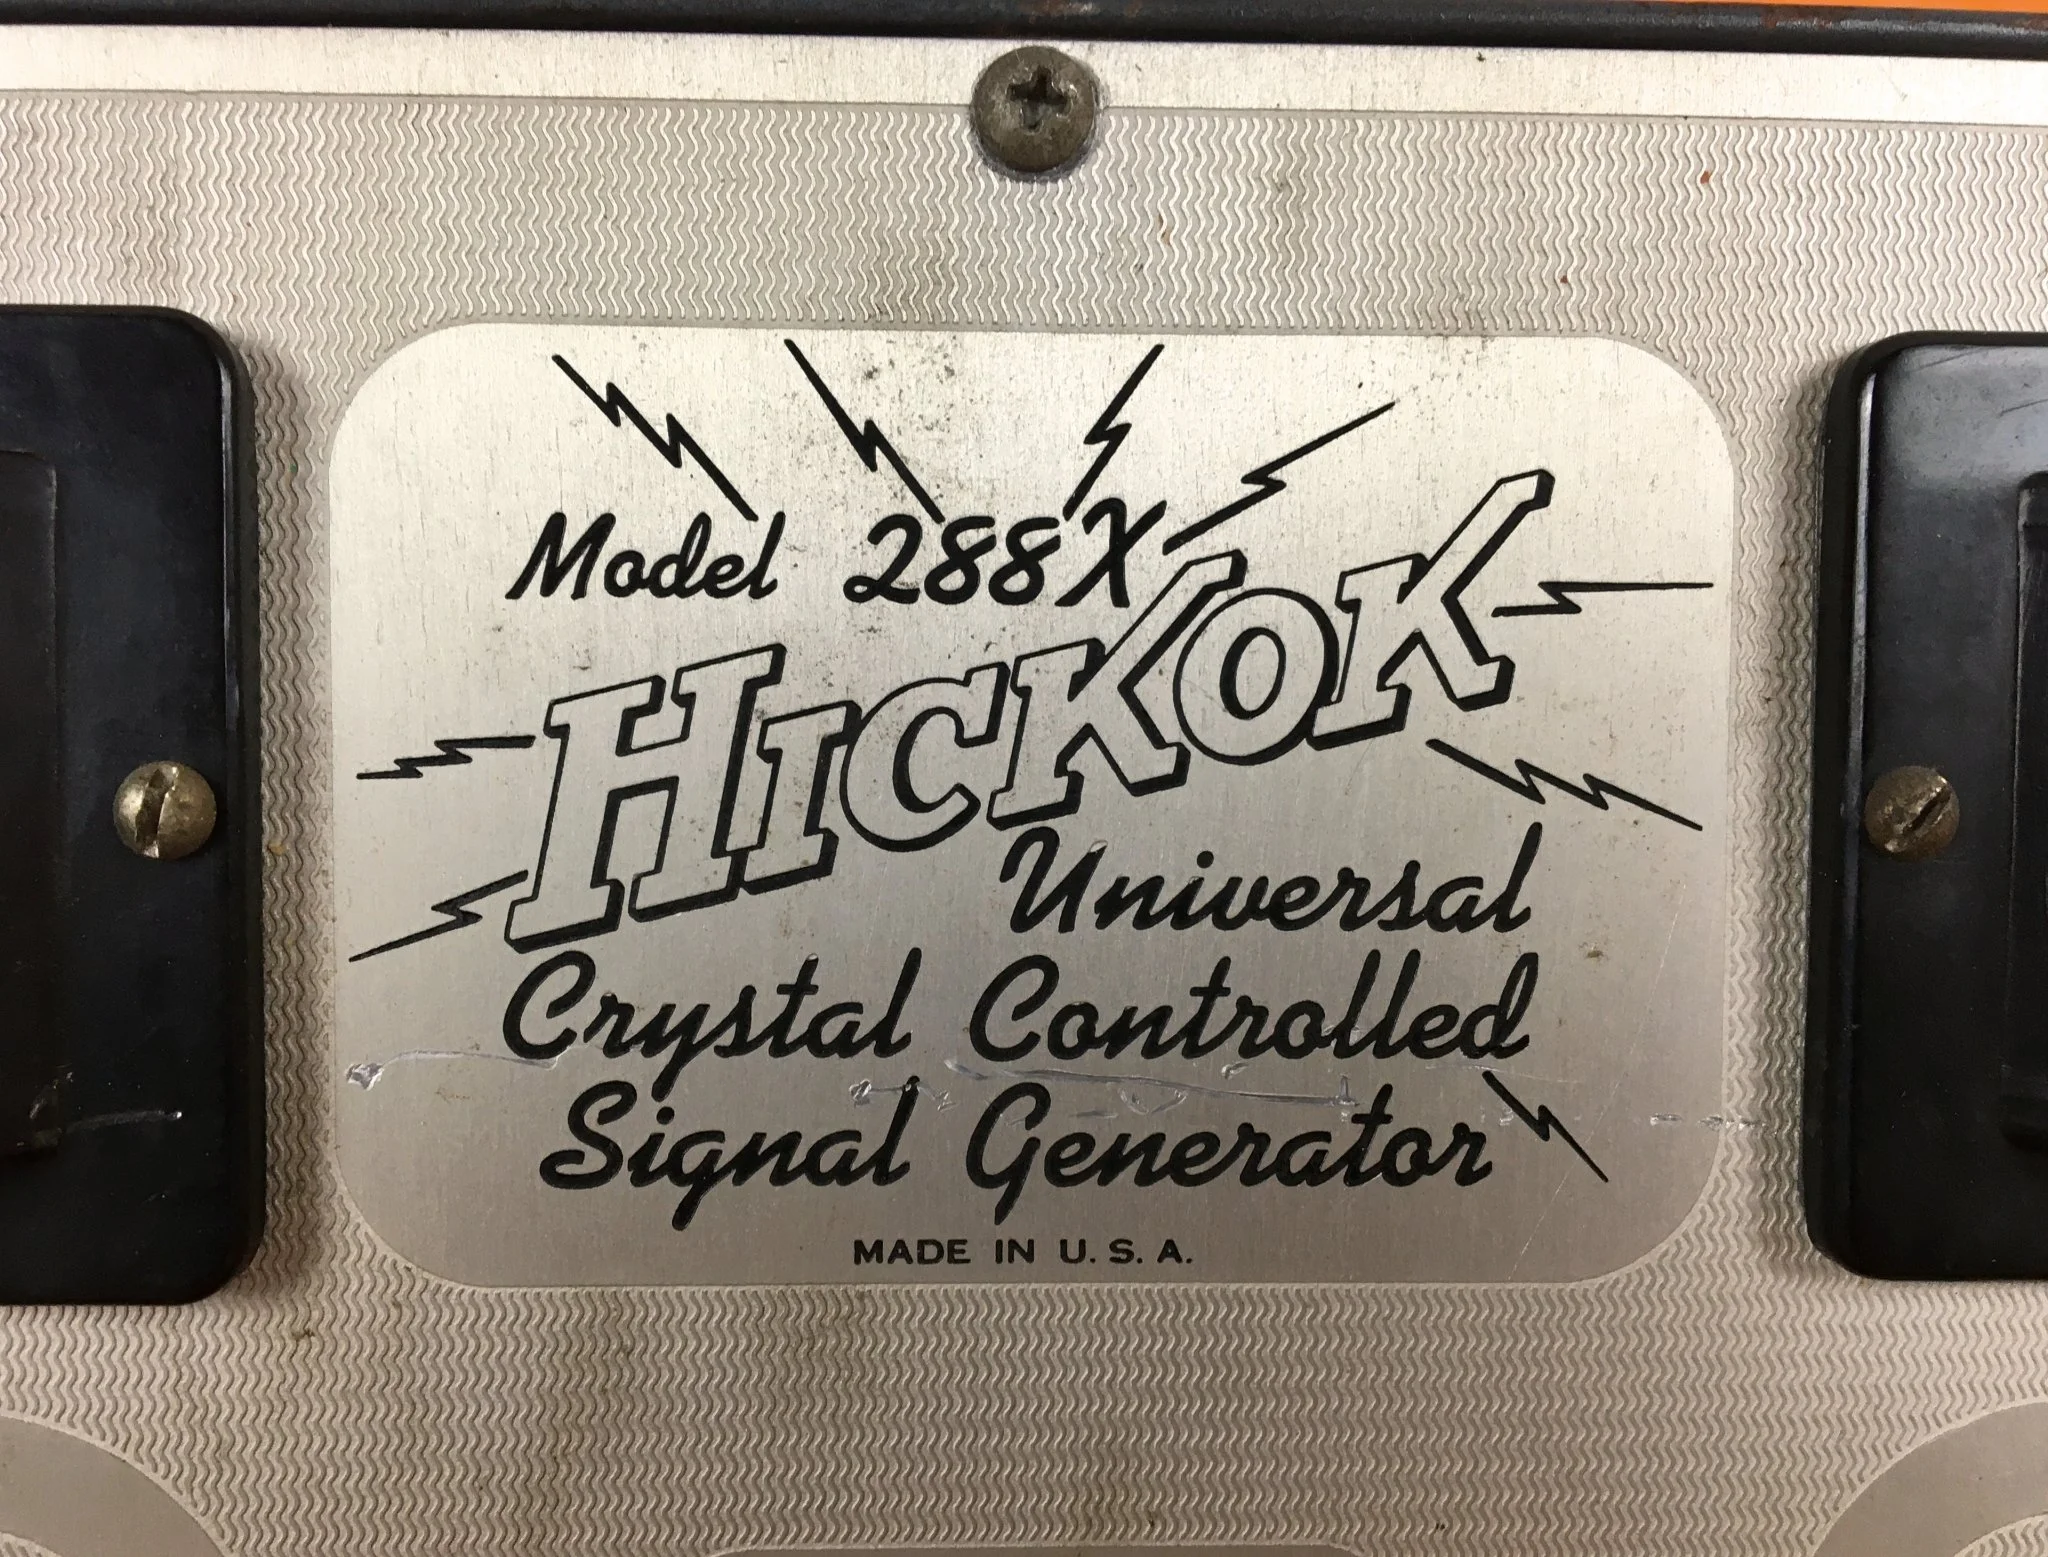 Model 288X
HICKOK
Universal
Crystal Controlled
Signal Generator
MADE IN U.S.A.